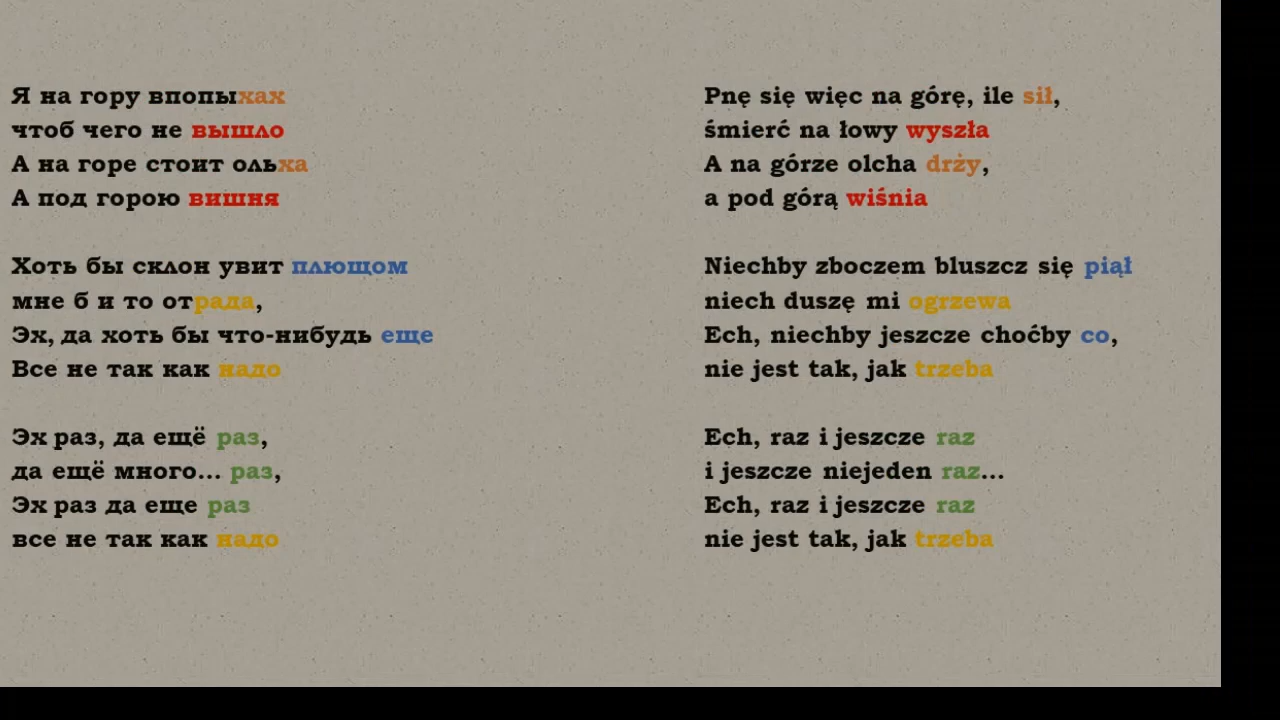 Я на гору впопыхах
чтоб чего не вышло
А на горе стоит ольха
А под горою вишня
Хоть бы склон увит плющом
мне б и то отрада,
Эх, да хоть бы что-нибудь еще
Все не так как надо
Эх раз, да ещё раз,
да ещё много... раз,
Эх раз да еще раз
все не так как надо
Pnę się więc na górę, ile sił,
śmierć na łowy wyszła
A na górze olcha drży,
a pod górą wiśnia
Niechby zboczem bluszcz się piął
niech duszę mi ogrzewa
Ech, niechby jeszcze choćby co,
nie jest tak, jak trzeba
Ech, raz i jeszcze raz
i jeszcze niejeden raz...
Ech, raz i jeszcze raz
nie jest tak, jak trzeba